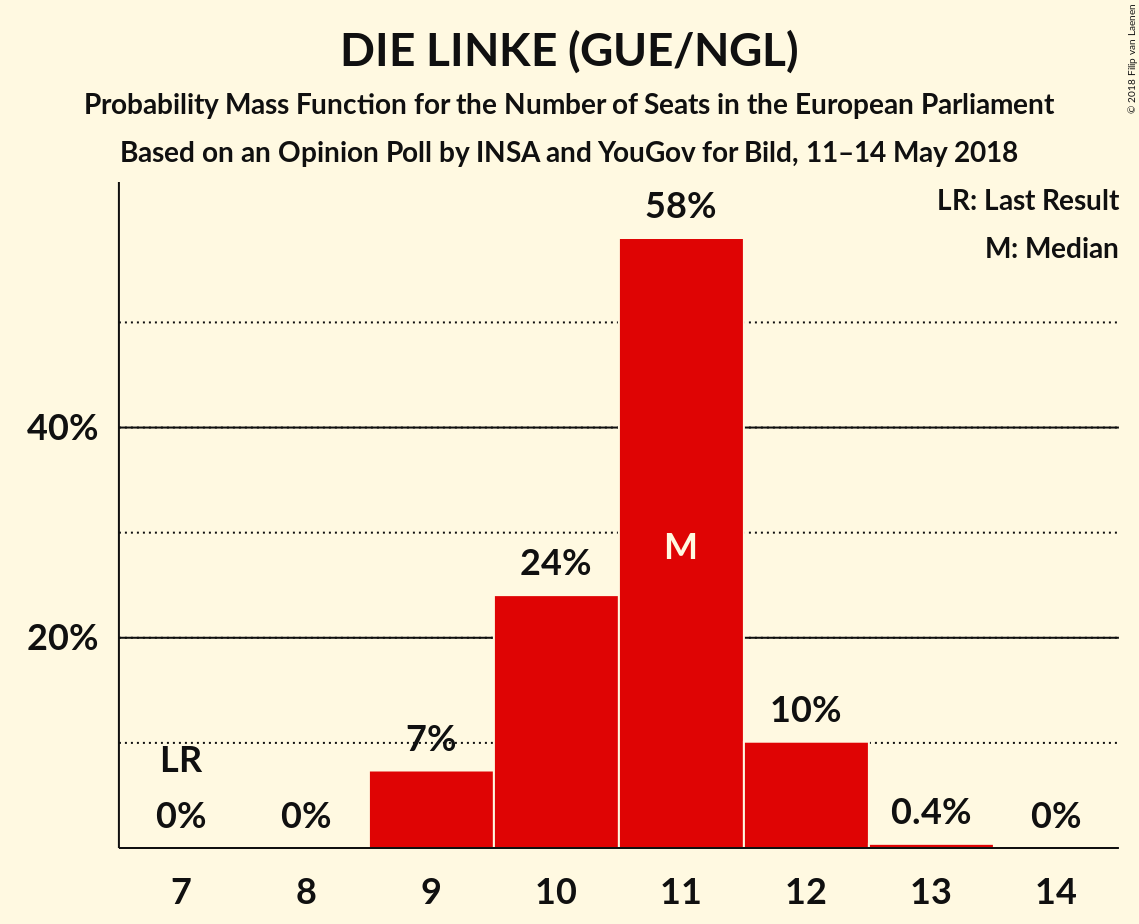 DIE LINKE (GUE/NGL)
Probability Mass Function for the Number of Seats in the European Parliament
Based on an Opinion Poll by INSA and YouGov for Bild, 11–14 May 2018
© 2018 Filip van Laenen
LR: Last Result
M: Median
58%
40%
M
24%
20%
10%
7%
LR
0%
0%
0.4%
0%
7 8 9 10 11 12 13 14